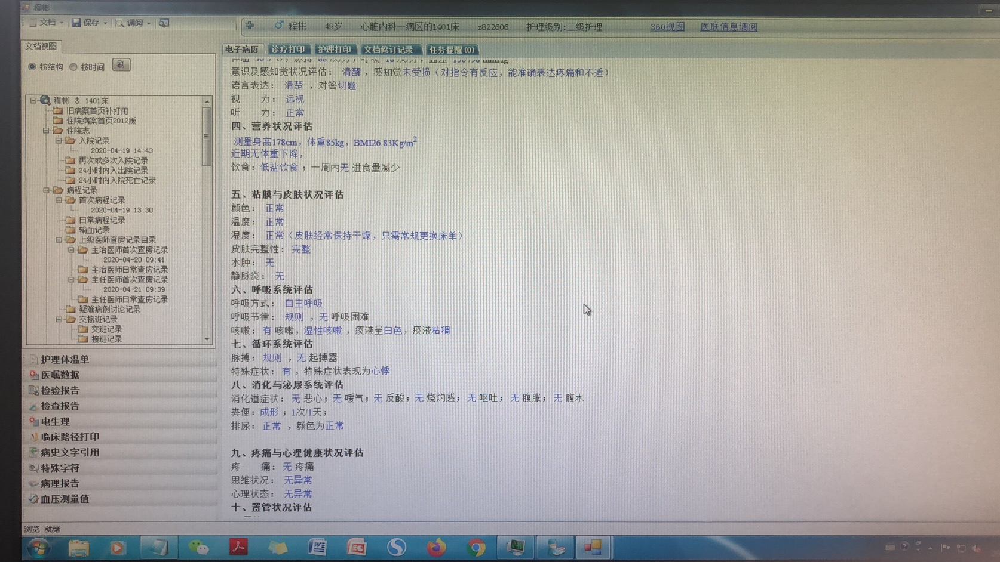 程彬
文档 保存 调阅
程彬 49岁 心脏内科一病区的1401床 z822606 护理级别:二级护理 360视图 医联信息调阅
文档视图
电子病历 诊疗打印 护理打印 文档修订记录 任务提醒(0)
按结构 按时间 刷
程彬 1401床
旧病案首页补打用
住院病案首页2012版
住院志
入院记录
2020-04-19 14:43
再次或多次入院记录
24小时内入出院记录
24小时内入院死亡记录
病程记录
首次病程记录
2020-04-19 13:30
日常病程记录
输血记录
上级医师查房记录目录
主治医师首次查房记录
2020-04-20 09:41
主治医师日常查房记录
主任医师首次查房记录
2020-04-21 09:39
主任医师日常查房记录
疑难病例讨论记录
交接班记录
交班记录
接班记录
护理体温单
医嘱数据
检验报告
检查报告
电生理
临床路径打印
病史文字引用
特殊字符
病理报告
血压测量值
意识及感知觉状况评估： 清醒，感知觉未受损（对指令有反应，能准确表达疼痛和不适）
语言表达： 清楚 ，对答切题
视 力： 远视
听 力： 正常
四、营养状况评估
测量身高178cm，体重85kg，BMI26.83Kg/m2
近期无体重下降，
饮食：低盐饮食；一周内无 进食量减少
五、粘膜与皮肤状况评估
颜色： 正常
温度： 正常
湿度： 正常（皮肤经常保持干燥，只需常规更换床单）
皮肤完整性： 完整
水肿： 无
静脉炎： 无
六、呼吸系统评估
呼吸方式： 自主呼吸
呼吸节律： 规则 ，无 呼吸困难
咳嗽：有 咳嗽，湿性咳嗽 ，痰液呈白色，痰液粘稠
七、循环系统评估
脉搏： 规则 ，无 起搏器
特殊症状： 有 ，特殊症状表现为心悸
八、消化与泌尿系统评估
消化道症状： 无 恶心；无 嗳气；无 反酸；无 烧灼感； 无 呕吐； 无 腹胀； 无 腹水
粪便：成形 ；1次/1天；
排尿： 正常 ，颜色为正常
九、疼痛与心理健康状况评估
疼 痛： 无 疼痛
思维状况： 无异常
心理状态： 无异常
十、置管状况评估
浏览 就绪